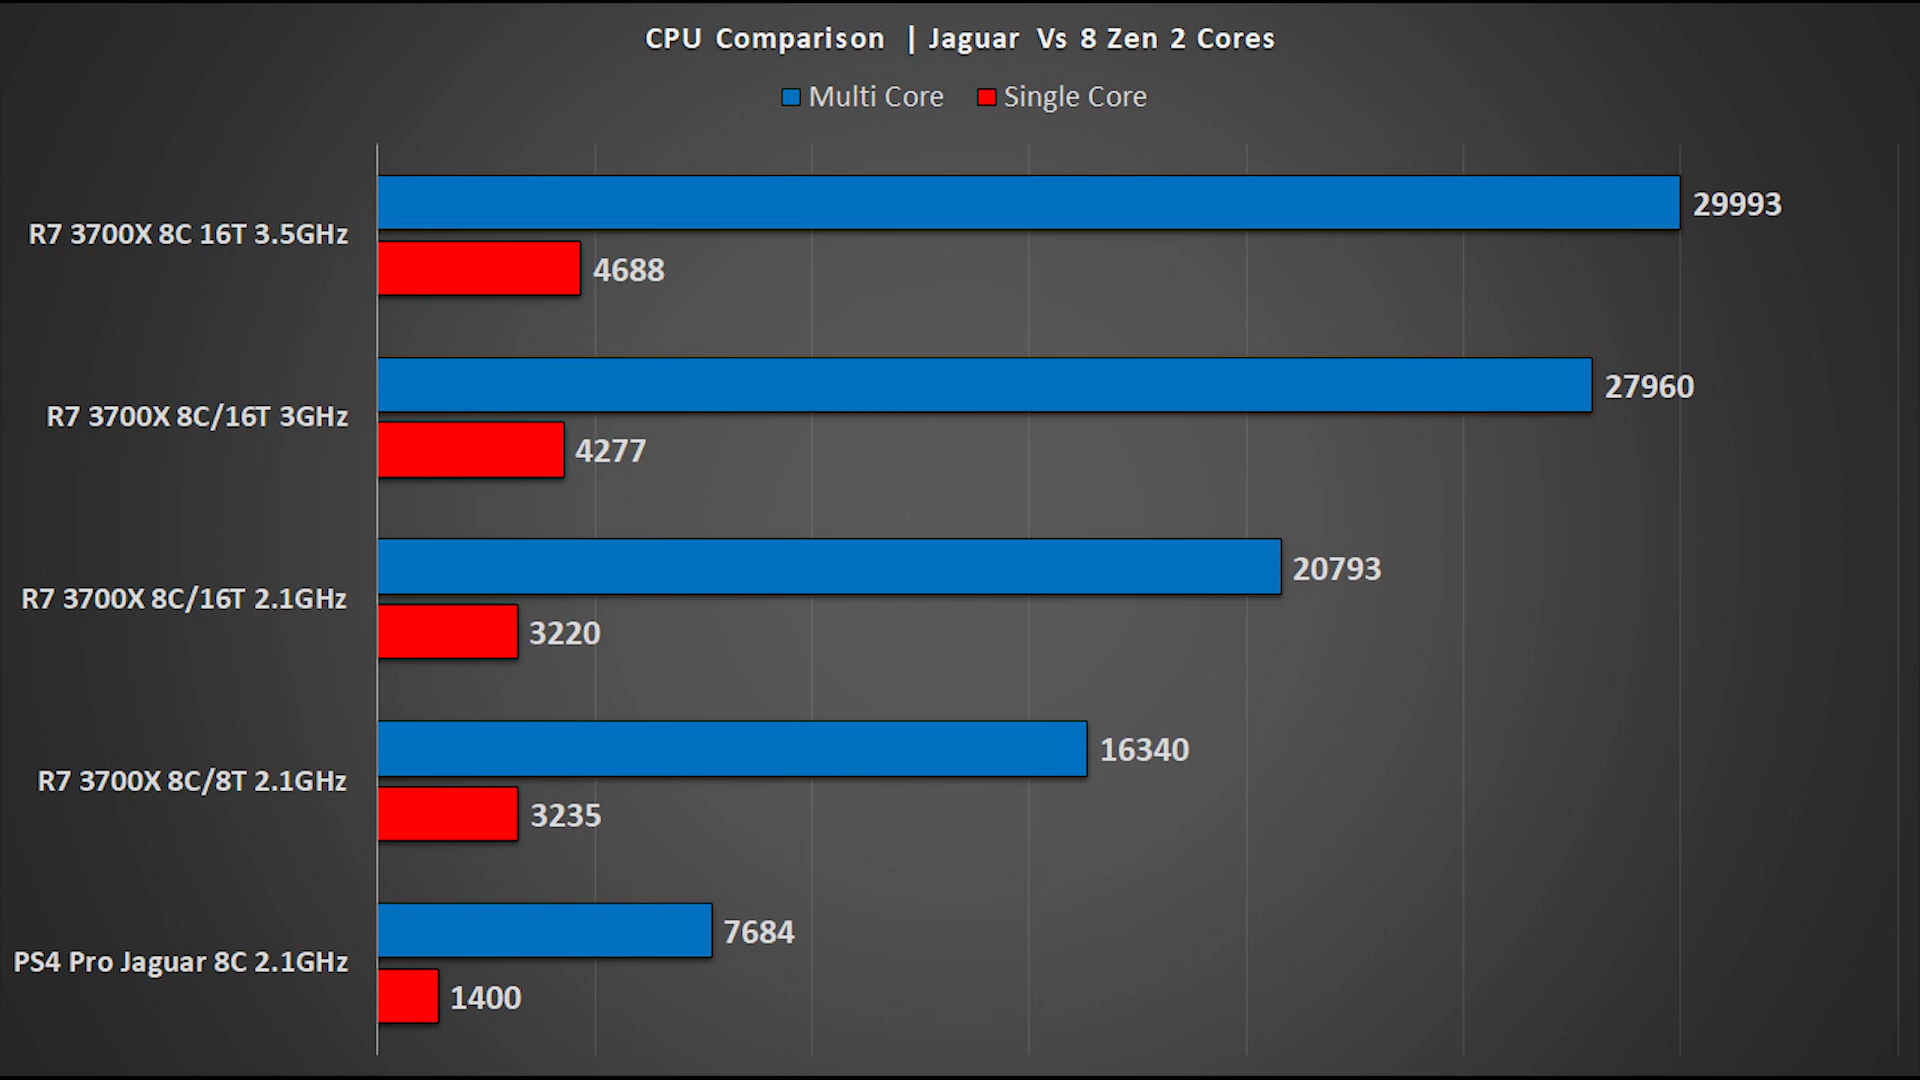 CPU Comparison | Jaguar Vs 8 Zen 2 Cores
Multi Core Single Core
R7 3700X 8C 16T 3.5GHz
29993
4688
R7 3700X 8C/16T 3GHz
27960
4277
R7 3700X 8C/16T 2.1GHz
20793
3220
R7 3700X 8C/8T 2.1GHz
16340
3235
PS4 Pro Jaguar 8C 2.1GHz
7684
1400